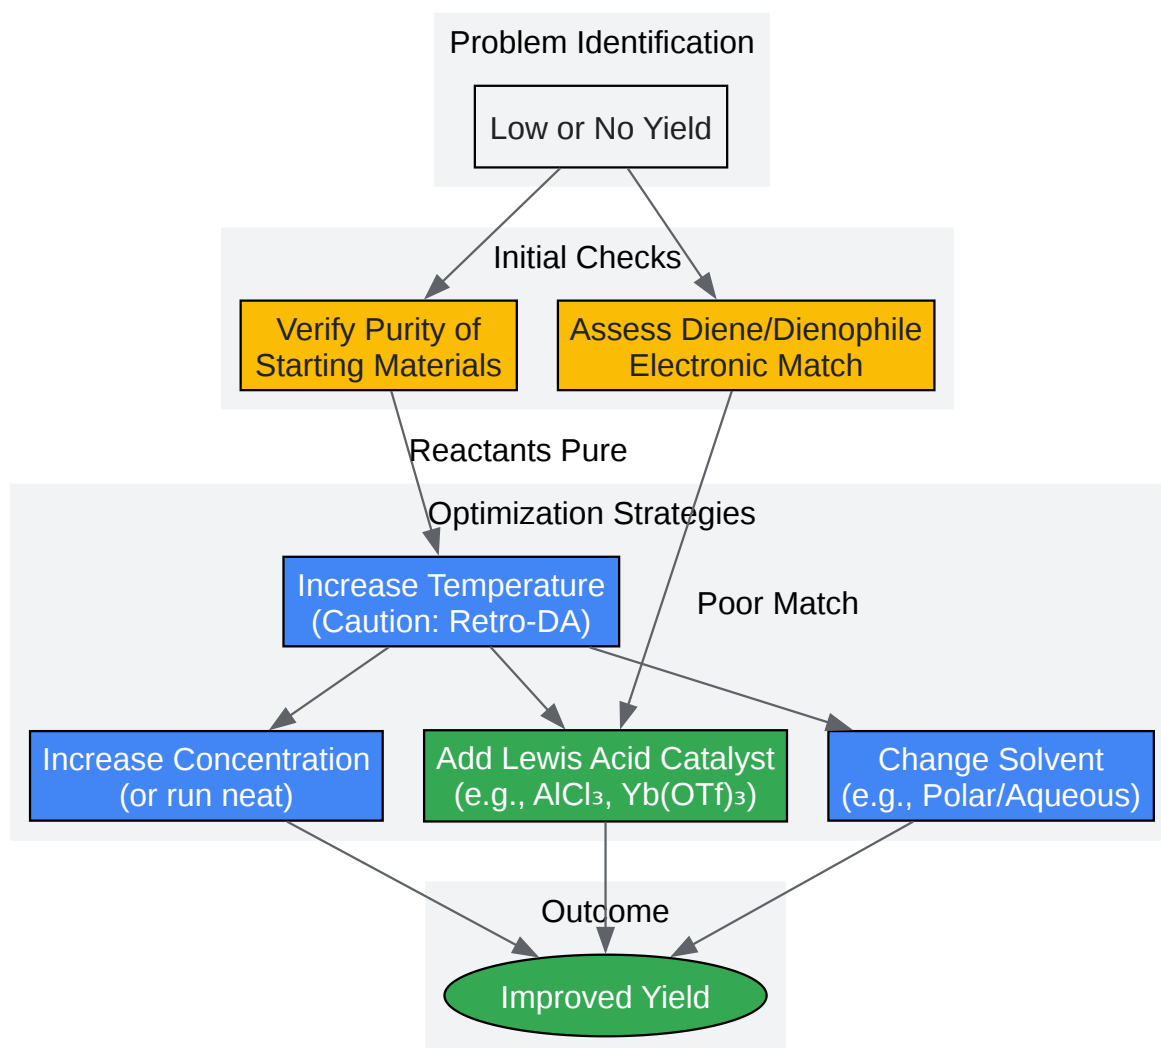 Problem Identification
Low or No Yield
Initial Checks
Verify Purity of
Starting Materials
Assess Diene/Dienophile
Electronic Match
Reactants Pure
Optimization Strategies
Increase Temperature
(Caution: Retro-DA)
Poor Match
Increase Concentration
(or run neat)
Add Lewis Acid Catalyst
(e.g., AlCl₃, Yb(OTf)₃)
Change Solvent
(e.g., Polar/Aqueous)
Outcome
Improved Yield